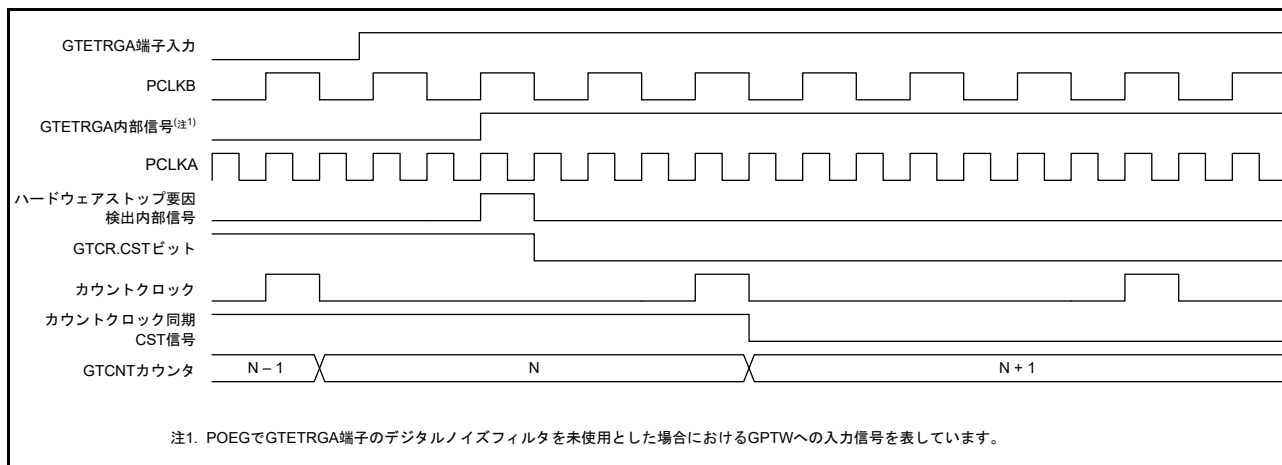 GTETRGA端子入力
PCLKB
GTETRGA内部信号(注1)
PCLKA
ハードウェアストップ要因
検出内部信号
GTCR.CSTビット
カウントクロック
カウントクロック同期
CST信号
GTCNTカウンタ
N – 1
N
N + 1
注1. POEGでGTETRGA端子のデジタルノイズフィルタを未使用とした場合におけるGPTWへの入力信号を表しています。